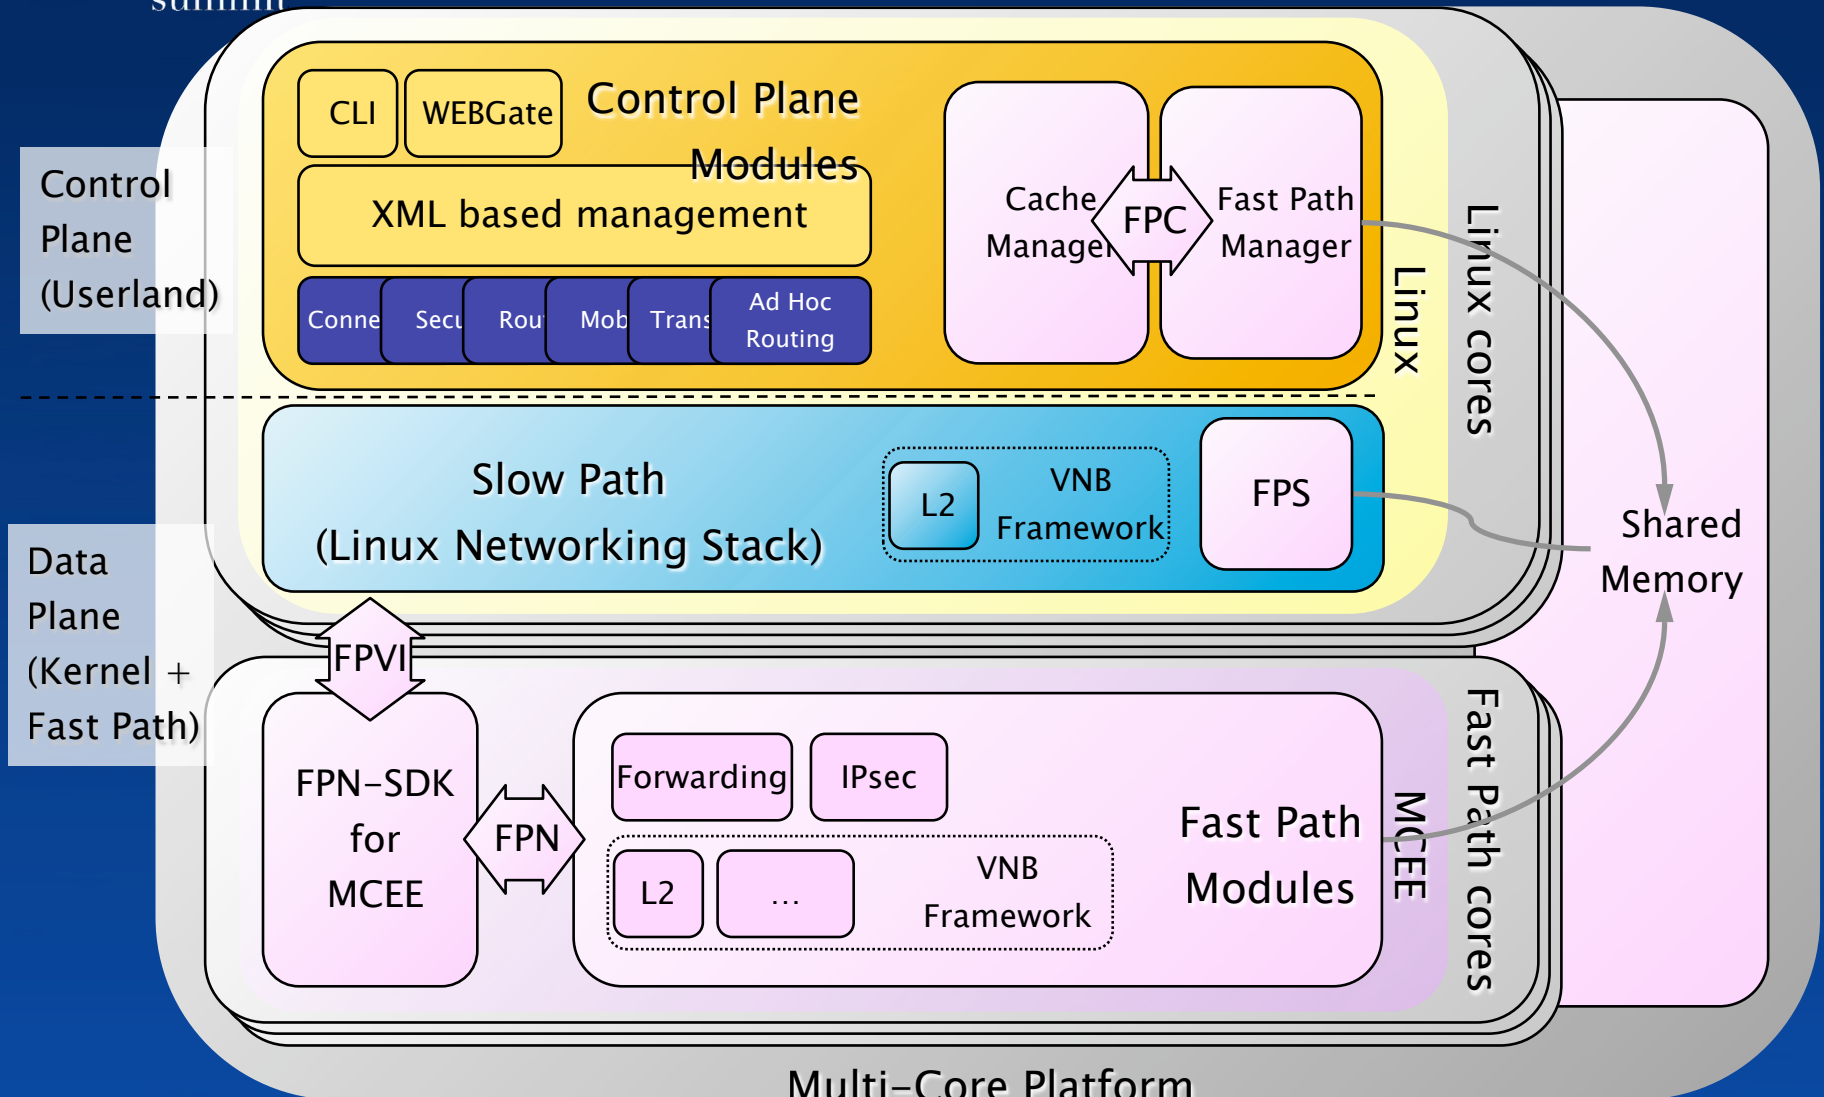 summit
CLI
WEBGate
Control Plane
Modules
XML based management
Conne
Secu
Rou
Mob
Trans
Ad Hoc
Routing
Cache
Manager
FPC
Fast Path
Manager
Linux
Linux cores
Control
Plane
(Userland)
Slow Path
(Linux Networking Stack)
L2
VNB
Framework
FPS
Shared
Memory
Data
Plane
(Kernel +
Fast Path)
FPVI
FPN-SDK
for
MCEE
FPN
Forwarding
IPsec
L2
...
VNB
Framework
Fast Path
Modules
MCEE
Fast Path cores
Multi-Core Platform